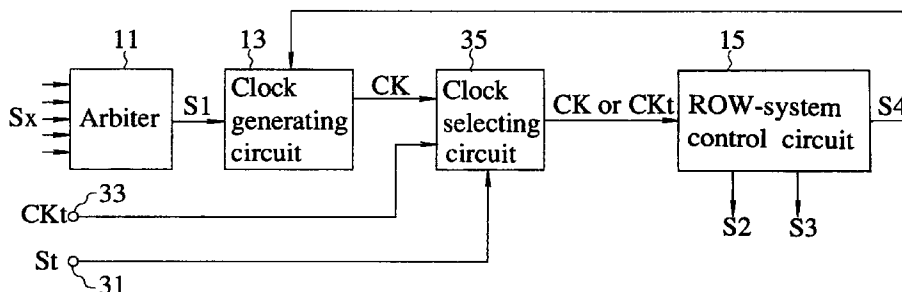 11
13
35
15
Sx
Arbiter
S1
Clock
generating
circuit
CK
Clock
selecting
circuit
CK or CKt
ROW-system
control circuit
S4
CKt
33
St
31
S2
S3